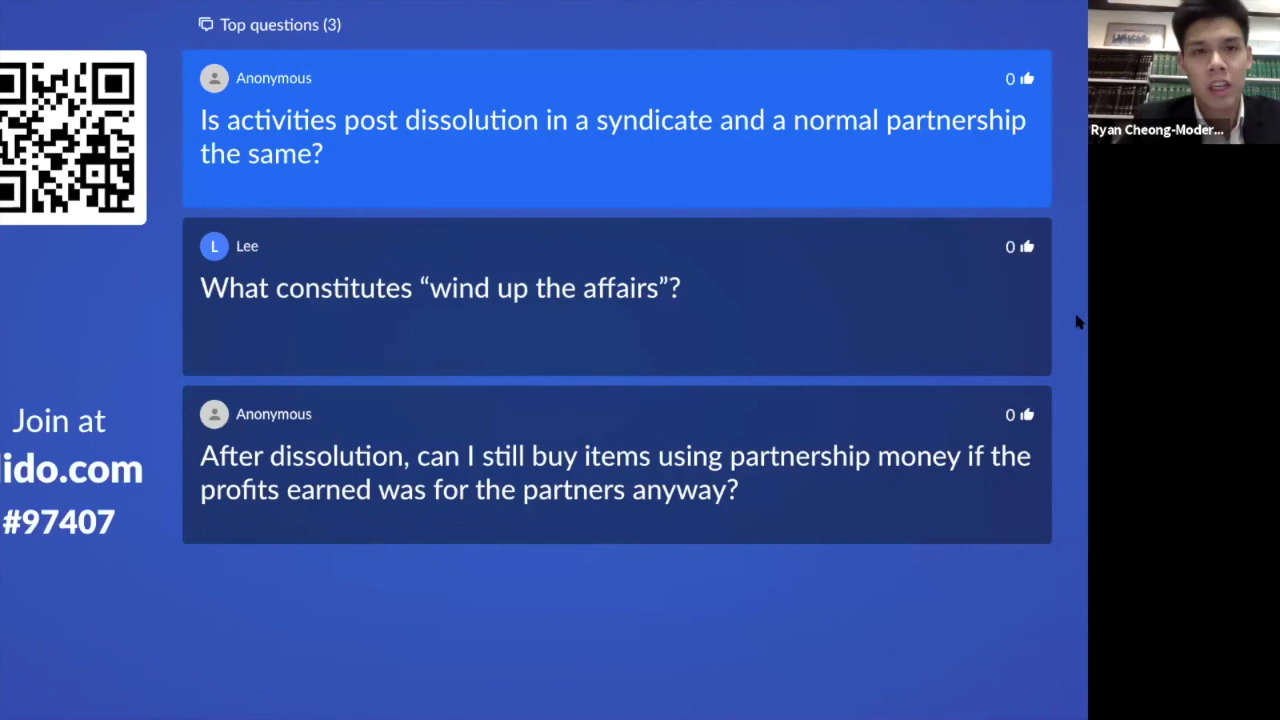 Top questions (3)
Anonymous
0
Is activities post dissolution in a syndicate and a normal partnership
the same?
L
Lee
0
What constitutes “wind up the affairs”?
Anonymous
0
After dissolution, can I still buy items using partnership money if the
profits earned was for the partners anyway?
Join at
lido.com
#97407
Ryan Cheong-Moder...